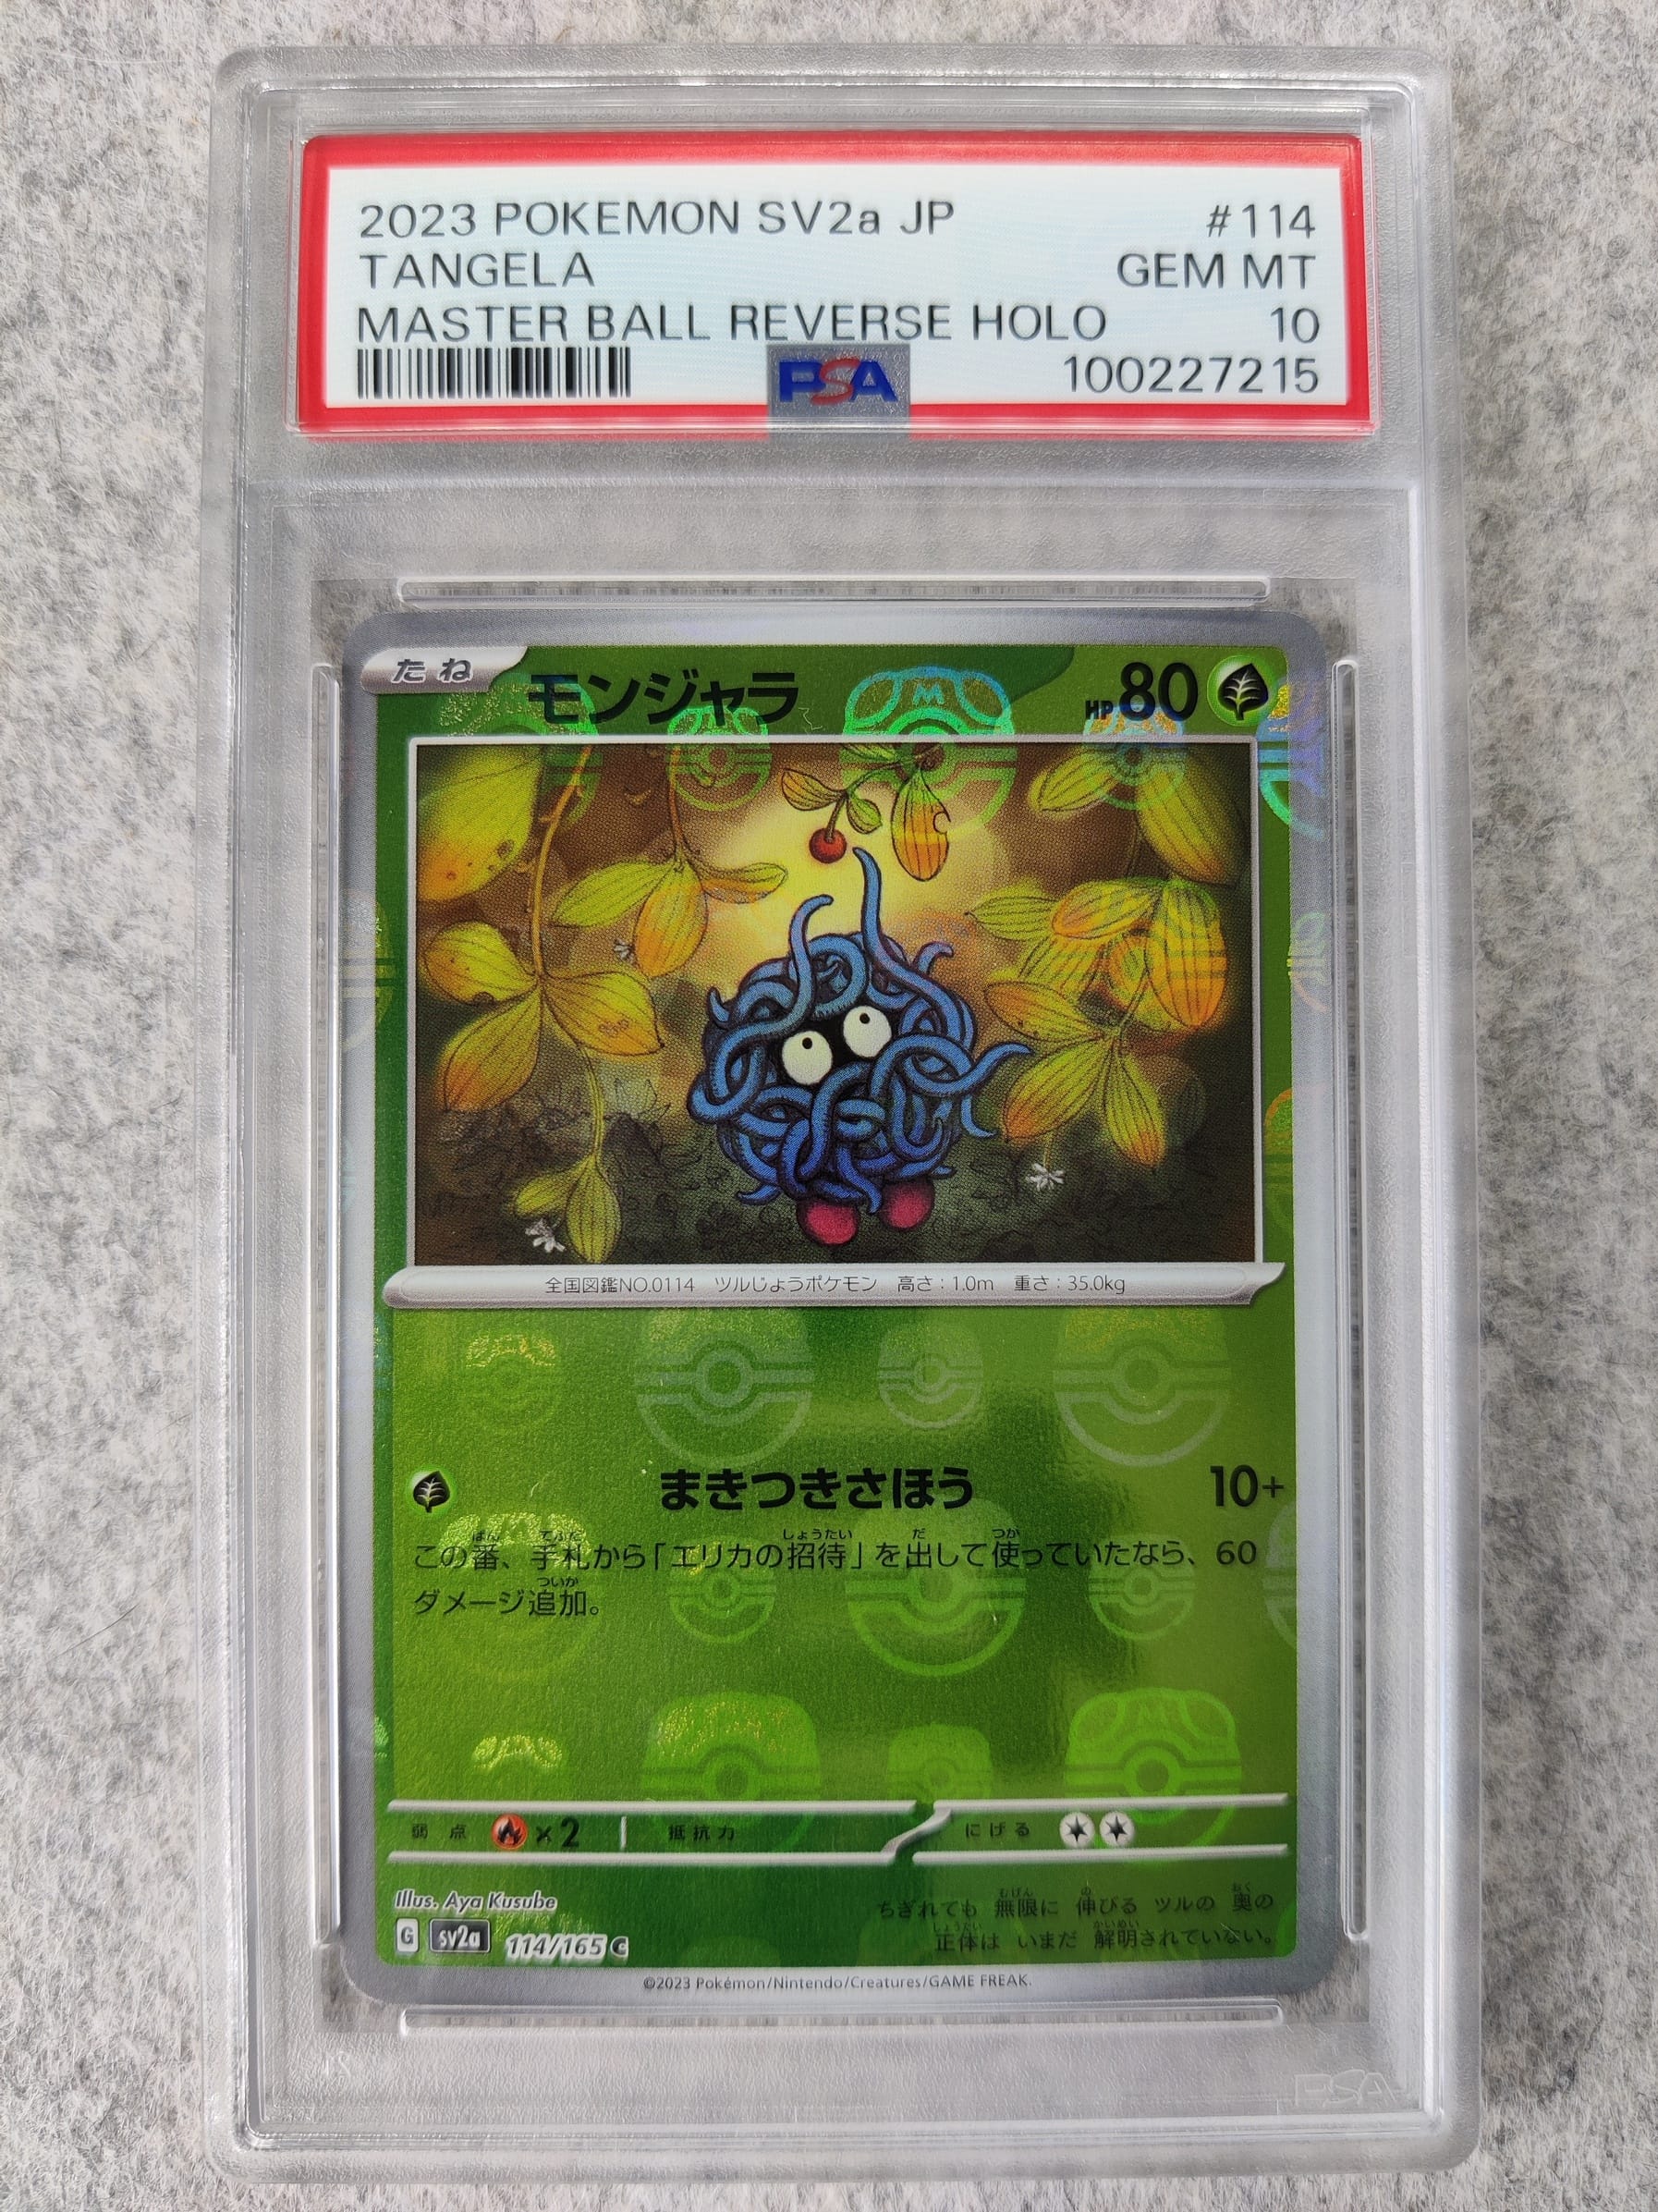 2023 POKEMON SV2a JP #114
TANGELA GEM MT
MASTER BALL REVERSE HOLO 10
PSA 100227215
たね モンジャラ HP80
全国図鑑NO.0114 ツルじょうポケモン 高さ：1.0m 重さ：35.0kg
まきつきさほう 10+
この番、手札から「エリカの招待」を出して使っていたなら、60
ダメージ追加。
弱点 ×2 抵抗力 にげる
Illus. Aya Kusube
ちぎれても 無限に 伸びる ツルの 奥の
正体は いまだ 解明されていない。
G sv2a 114/165 C
©2023 Pokémon/Nintendo/Creatures/GAME FREAK.
PSA